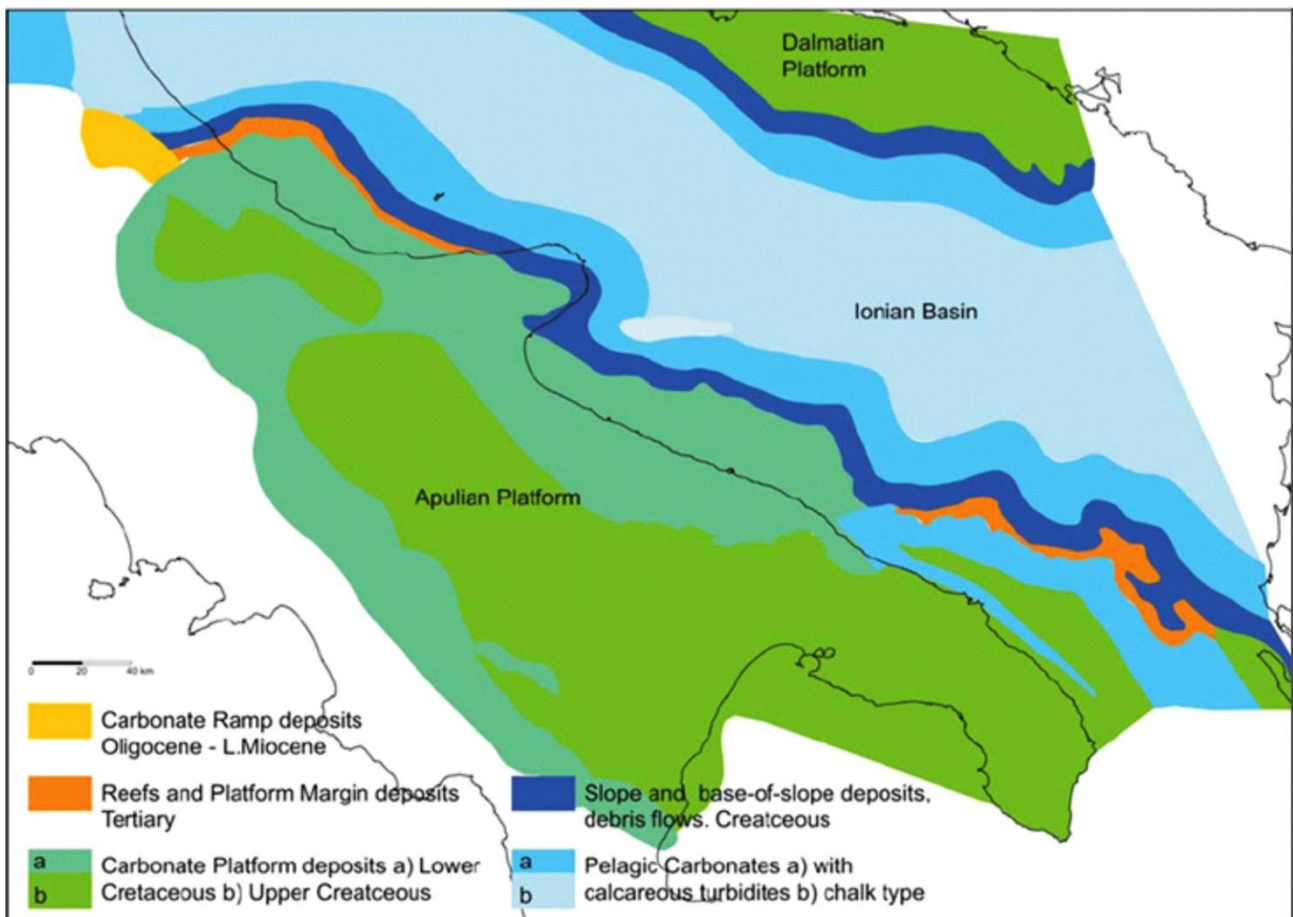 Dalmatian
Platform
Ionian Basin
Apulian Platform
0 20 40 km
Carbonate Ramp deposits
Oligocene - L.Miocene
Reefs and Platform Margin deposits
Tertiary
a Carbonate Platform deposits a) Lower
b Cretaceous b) Upper Creatceous
Slope and base-of-slope deposits,
debris flows. Creatceous
a Pelagic Carbonates a) with
b calcareous turbidites b) chalk type